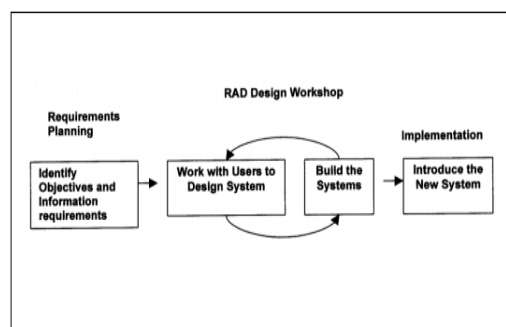 RAD Design Workshop
Requirements
Planning
Implementation
Identify
Objectives and
Information
requirements
Work with Users to
Design System
Build the
Systems
Introduce the
New System